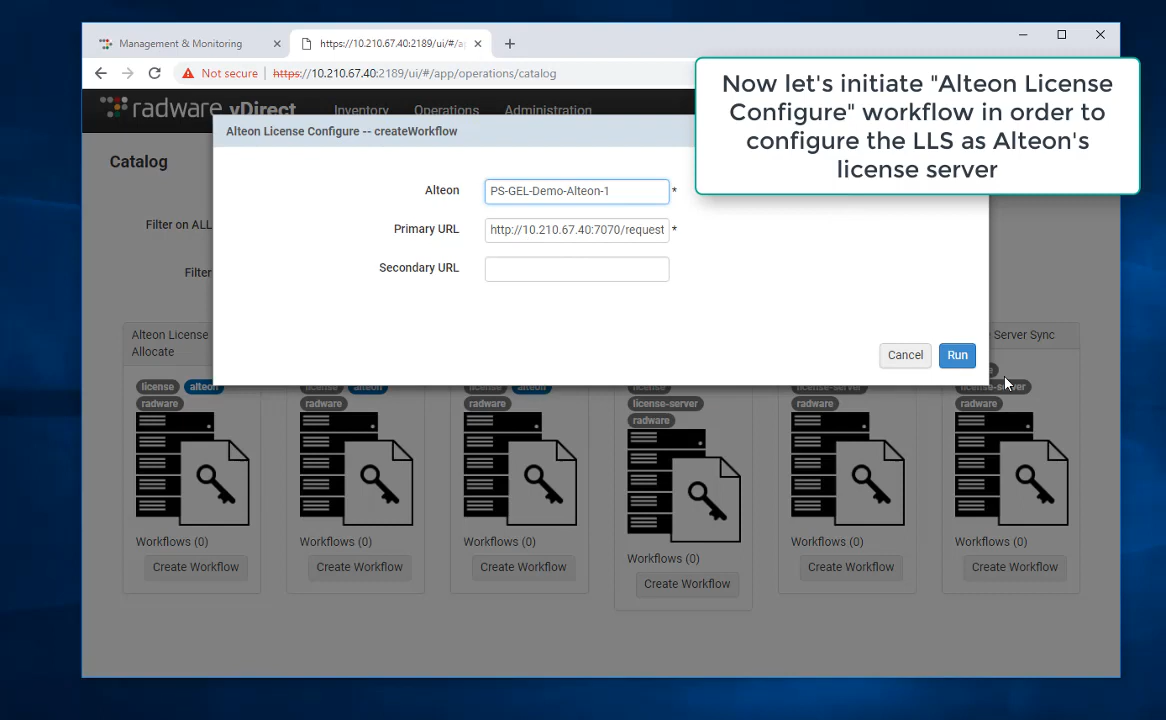 Management & Monitoring
https://10.210.67.40:2189/ui/#/ap
Not secure | https://10.210.67.40:2189/ui/#/app/operations/catalog
Now let's initiate "Alteon License
Configure" workflow in order to
configure the LLS as Alteon's
license server
radware vDirect Inventory Operations Administration
Alteon License Configure -- createWorkflow
Catalog
Alteon PS-GEL-Demo-Alteon-1 *
Filter on ALL
Primary URL http://10.210.67.40:7070/request *
Secondary URL
Filter
Cancel Run
Alteon License
Allocate
Server Sync
license alteon
radware
license alteon
radware
license alteon
radware
license
license-server
radware
license-server
radware
license-server
radware
Workflows (0)
Create Workflow
Workflows (0)
Create Workflow
Workflows (0)
Create Workflow
Workflows (0)
Create Workflow
Workflows (0)
Create Workflow
Workflows (0)
Create Workflow